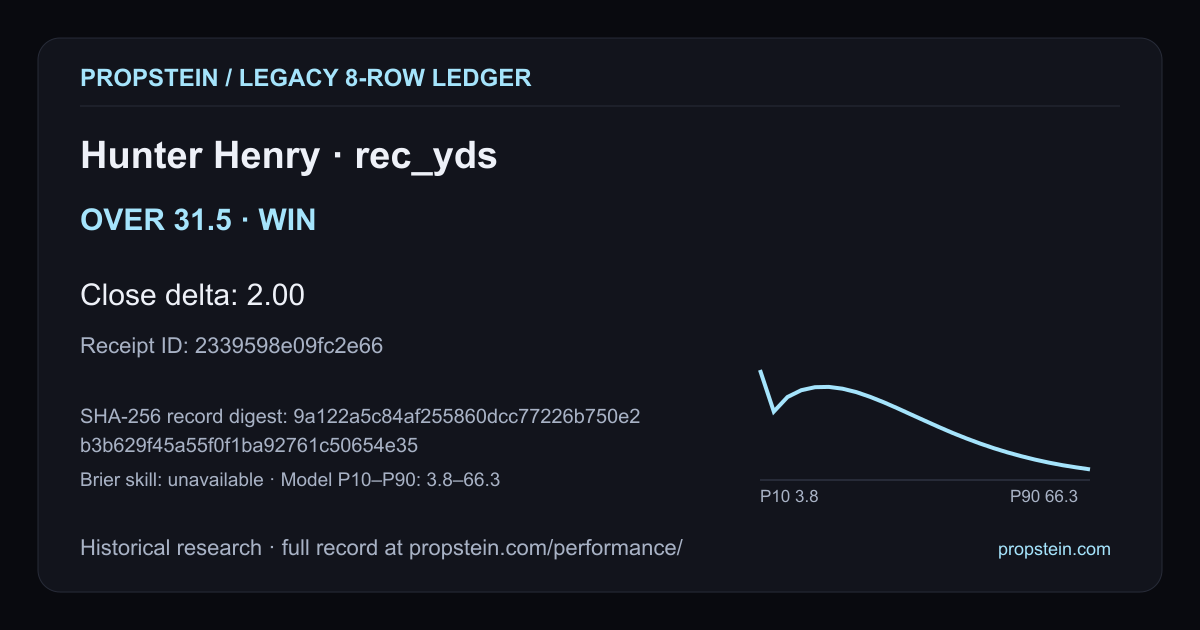 PROPSTEIN / LEGACY 8-ROW LEDGER
Hunter Henry · rec_yds
OVER 31.5 · WIN
Close delta: 2.00
Receipt ID: 2339598e09fc2e66
SHA-256 record digest: 9a122a5c84af255860dcc77226b750e2
b3b629f45a55f0f1ba92761c50654e35
Brier skill: unavailable · Model P10–P90: 3.8–66.3
P10 3.8
P90 66.3
Historical research · full record at propstein.com/performance/
propstein.com